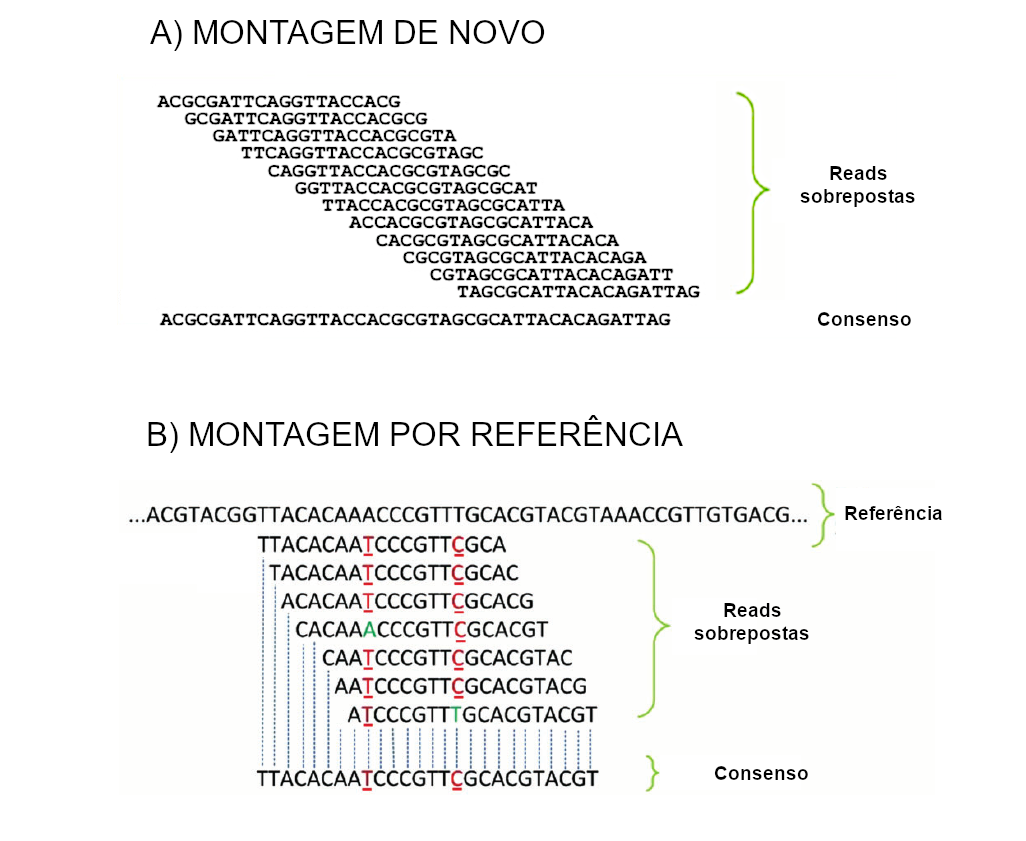 A) MONTAGEM DE NOVO
ACGCGATTCAGGTTACCACG
GCGATTCAGGTTACCACGCG
GATTCAGGTTACCACGCGTA
TTCAGGTTACCACGCGTAGC
CAGGTTACCACGCGTAGCGC
GGTTACCACGCGTAGCGCAT
TTACCACGCGTAGCGCATTA
ACCACGCGTAGCGCATTACA
CACGCGTAGCGCATTACACA
CGCGTAGCGCATTACACAGA
CGTAGCGCATTACACAGATT
TAGCGCATTACACAGATTAG
Reads
sobrepostas
ACGCGATTCAGGTTACCACGCGTAGCGCATTACACAGATTAG
Consenso
B) MONTAGEM POR REFERÊNCIA
...ACGTACGGTTACACAAACCCGTTTGCACGTACGTAAACCGTTGTGACG...
Referência
TTACACAATCCCGTTCGCA
TACACAATCCCGTTCGCAC
ACACAATCCCGTTCGCACG
CACAAACCCGTTCGCACGT
CAATCCCGTTCGCACGTAC
AATCCCGTTCGCACGTACG
ATCCCGTTTGCACGTACGT
Reads
sobrepostas
TTACACAATCCCGTTCGCACGTACGT
Consenso